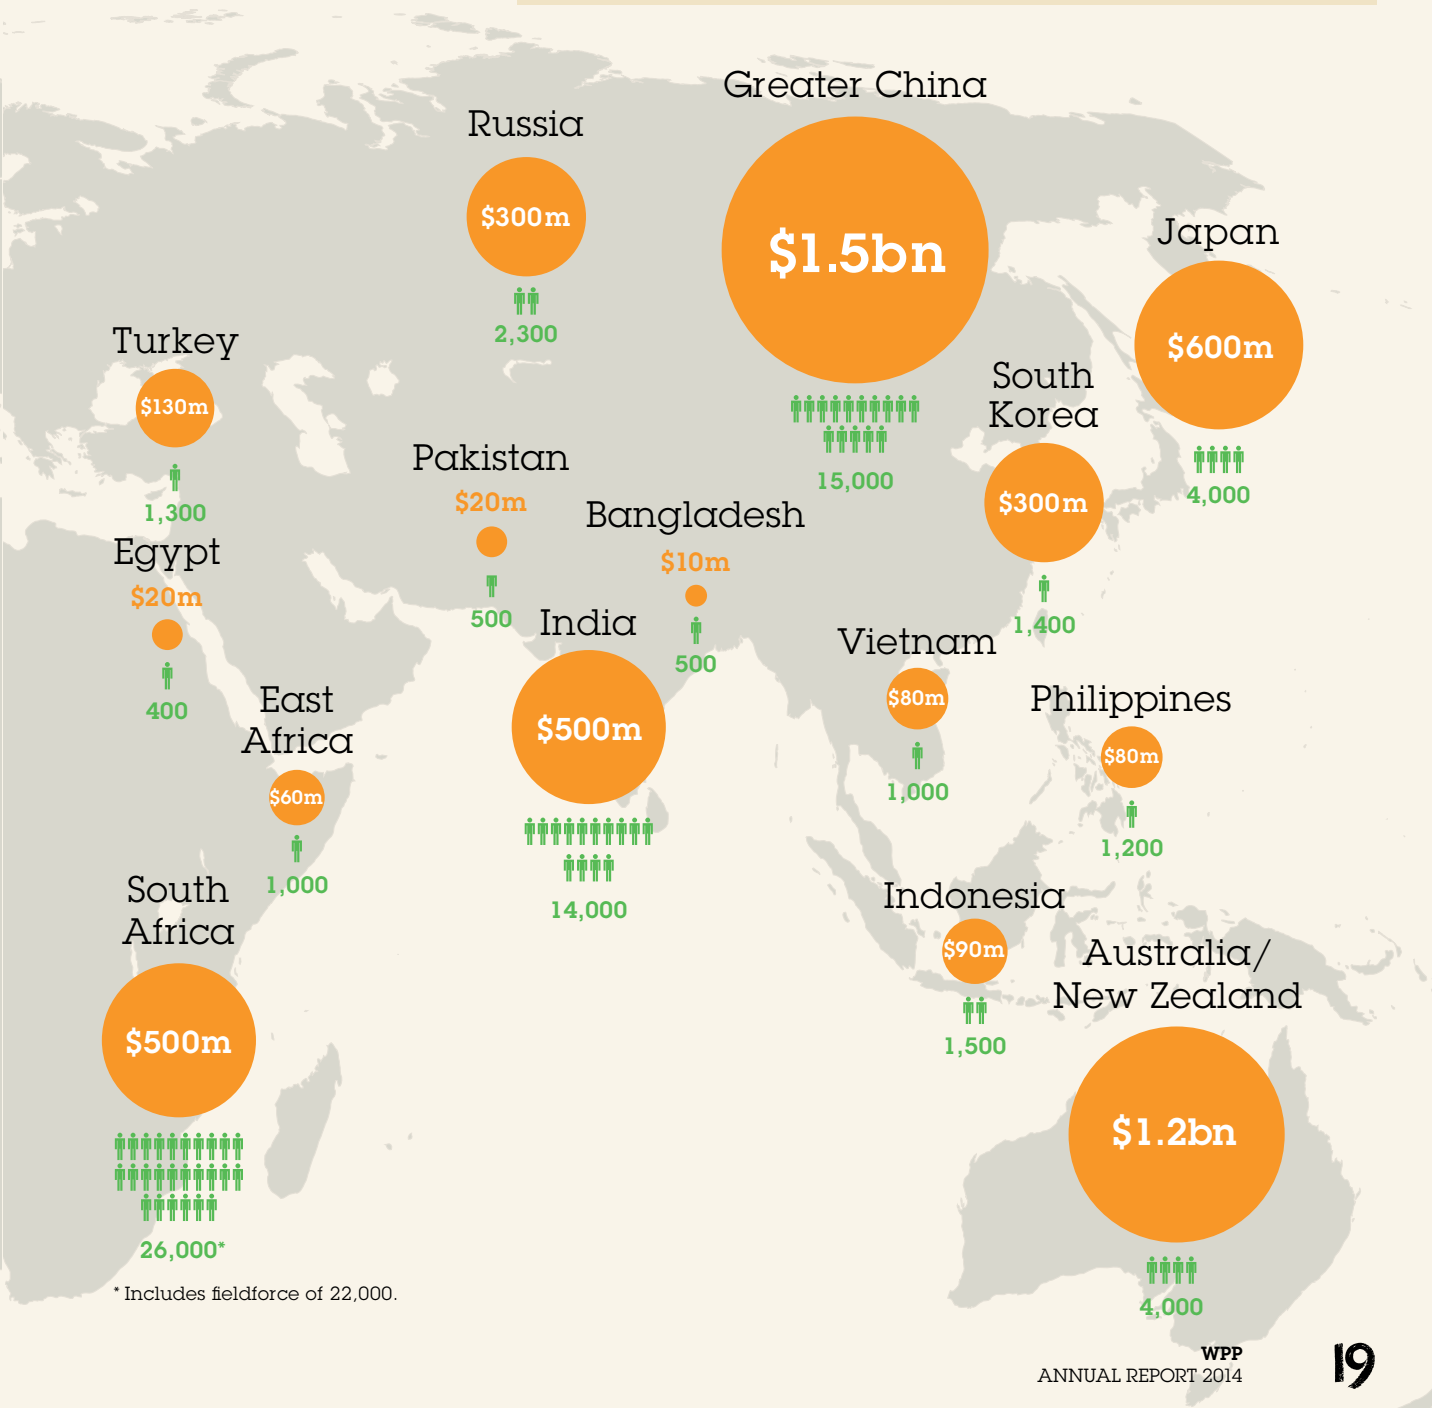 Greater China
$1.5bn
15,000
Russia
$300m
2,300
Japan
$600m
4,000
Turkey
$130m
1,300
South
Korea
$300m
1,400
Pakistan
$20m
500
Bangladesh
$10m
500
Egypt
$20m
400
India
$500m
14,000
Vietnam
$80m
1,000
Philippines
$80m
1,200
East
Africa
$60m
1,000
South
Africa
$500m
26,000*
Indonesia
$90m
1,500
Australia/
New Zealand
$1.2bn
4,000
* Includes fieldforce of 22,000.
WPP
ANNUAL REPORT 2014
19